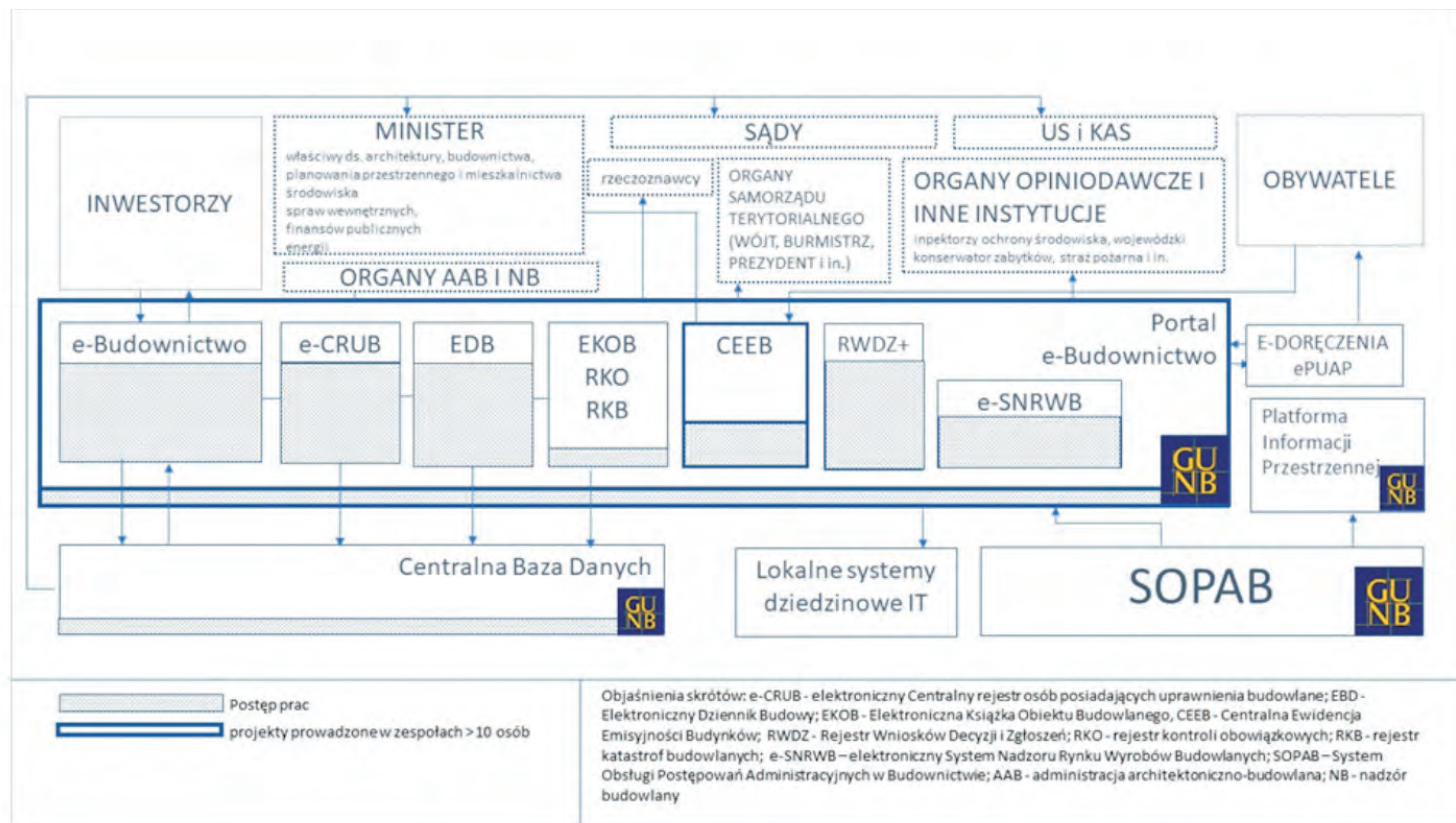 MINISTER
właściwy ds. architektury, budownictwa,
planowania przestrzennego i mieszkalnictwa
środowiska
spraw wewnętrznych,
finansów publicznych
energii
SĄDY
US i KAS
INWESTORZY
rzeczoznawcy
ORGANY
SAMORZĄDU
TERYTORIALNEGO
(WÓJT, BURMISTRZ,
PREZYDENT i in.)
ORGANY OPINIODAWCZE I
INNE INSTYTUCJE
inpektorzy ochrony środowiska, wojewódzki
konserwator zabytków, straż pożarna i in.
OBYWATELE
ORGANY AAB I NB
e-Budownictwo
e-CRUB
EDB
EKOB
RKO
RKB
CEEB
RWDZ+
e-SNRWB
Portal
e-Budownictwo
GU
NB
E-DORĘCZENIA
ePUAP
Platforma
Informacji
Przestrzennej
GU
NB
Centralna Baza Danych
GU
NB
Lokalne systemy
dziedzinowe IT
SOPAB
GU
NB
Postęp prac
projekty prowadzone w zespołach > 10 osób
Objaśnienia skrótów: e-CRUB - elektroniczny Centralny rejestr osób posiadających uprawnienia budowlane; EBD -
Elektroniczny Dziennik Budowy; EKOB - Elektroniczna Książka Obiektu Budowlanego, CEEB - Centralna Ewidencja
Emisyjności Budynków; RWDZ - Rejestr Wniosków Decyzji i Zgłoszeń; RKO - rejestr kontroli obowiązkowych; RKB - rejestr
katastrof budowlanych; e-SNRWB – elektroniczny System Nadzoru Rynku Wyrobów Budowlanych; SOPAB – System
Obsługi Postępowań Administracyjnych w Budownictwie; AAB - administracja architektoniczno-budowlana; NB - nadzór
budowlany